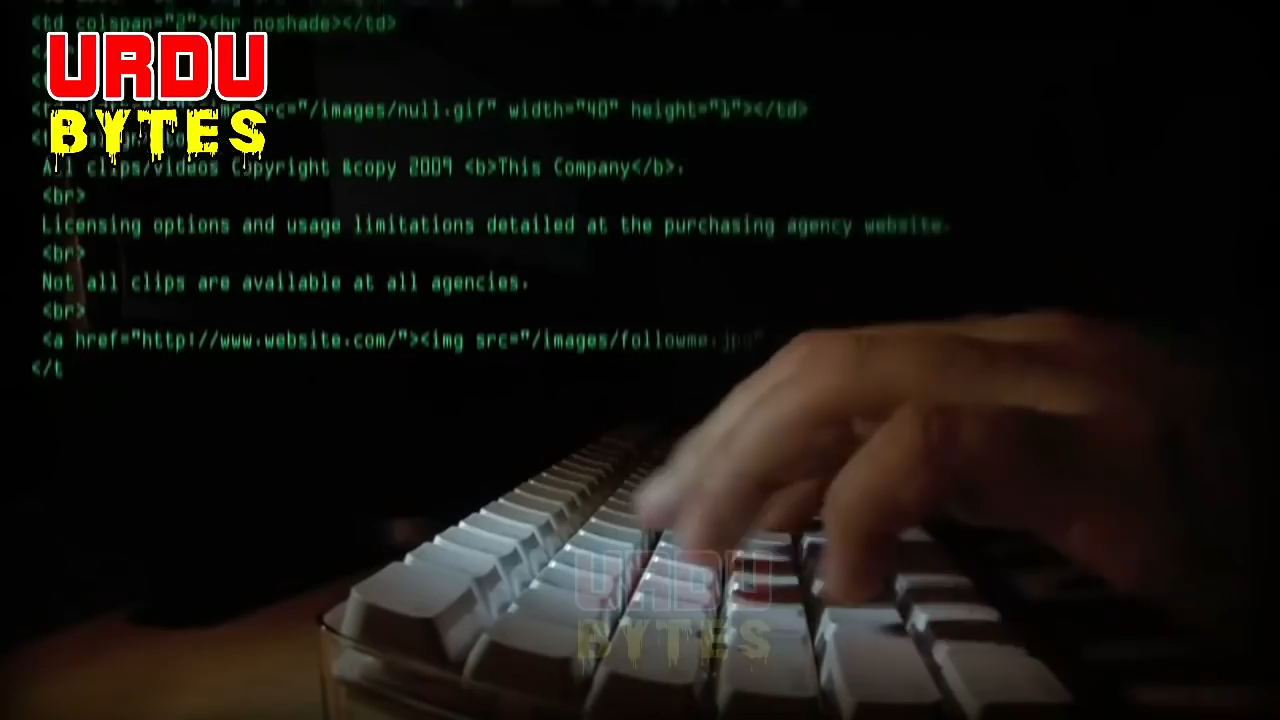 <td colspan="2"><hr noshade></td>
URDU
BYTES
src="/images/null.gif" width="40" height="1"></td>
All clips/videos Copyright &copy 2009 <b>This Company</b>.
<br>
Licensing options and usage limitations detailed at the purchasing agency website.
<br>
Not all clips are available at all agencies.
<br>
<a href="http://www.website.com/"><img src="/images/followme.jpg"
</t
URDU
BYTES